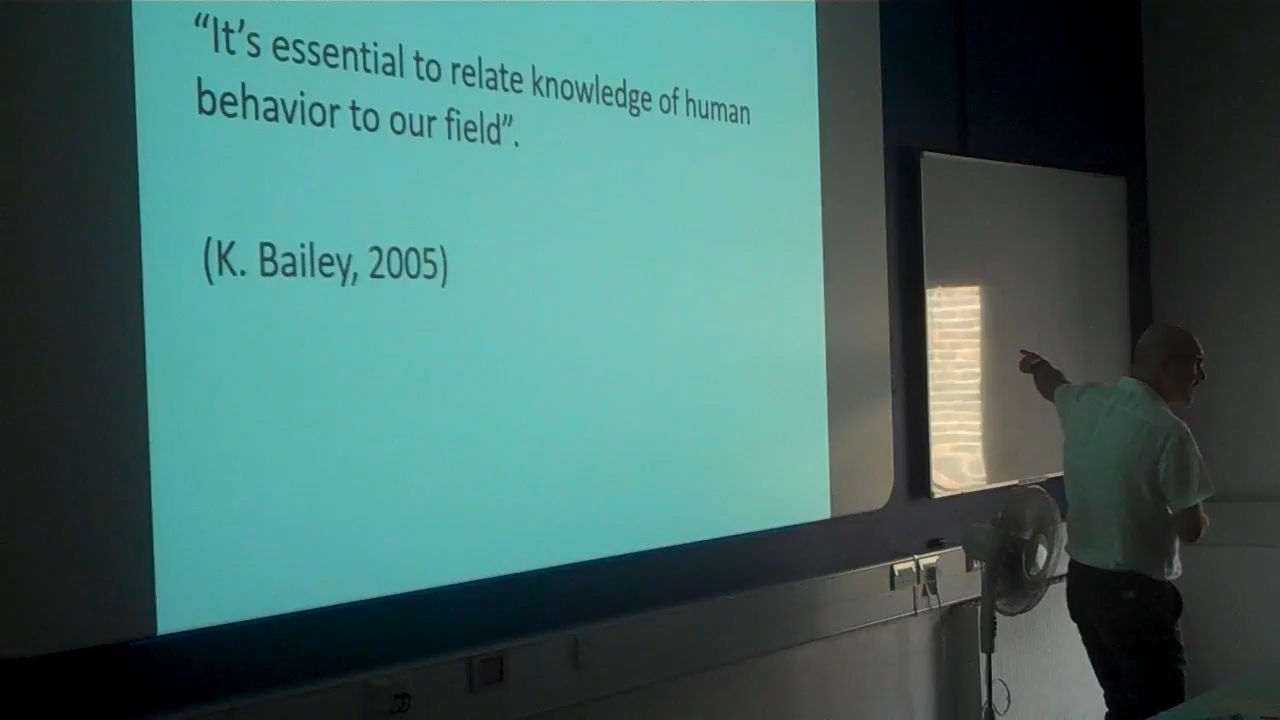 “It’s essential to relate knowledge of human
behavior to our field”.
(K. Bailey, 2005)